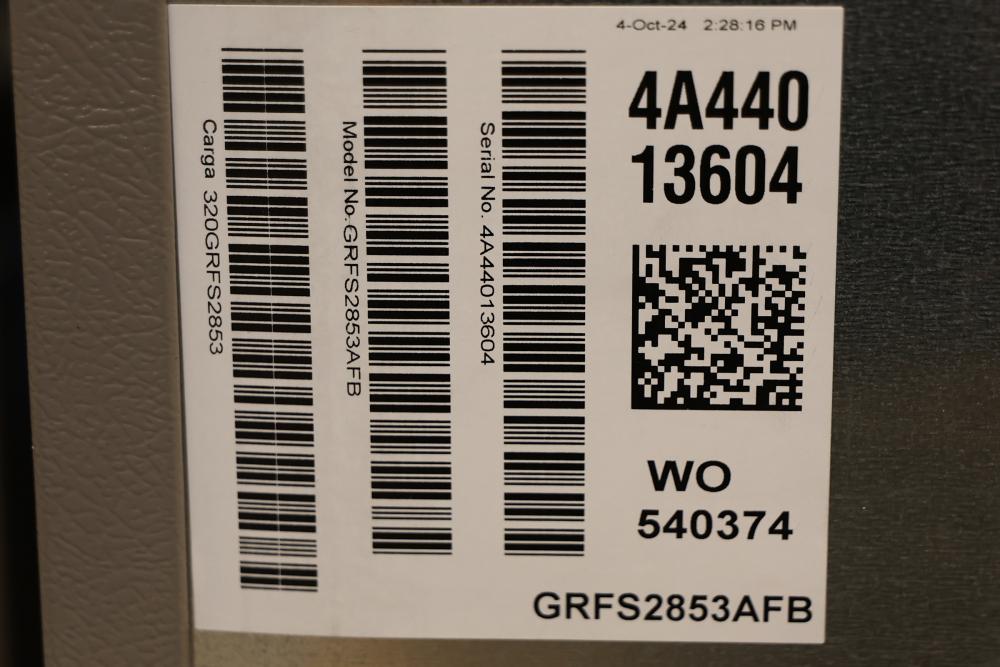 4-Oct-24 2:28:16 PM
4A440
13604
Carga 320GRFS2853
Model No.GRFS2853AFB
Serial No. 4A44013604
WO
540374
GRFS2853AFB